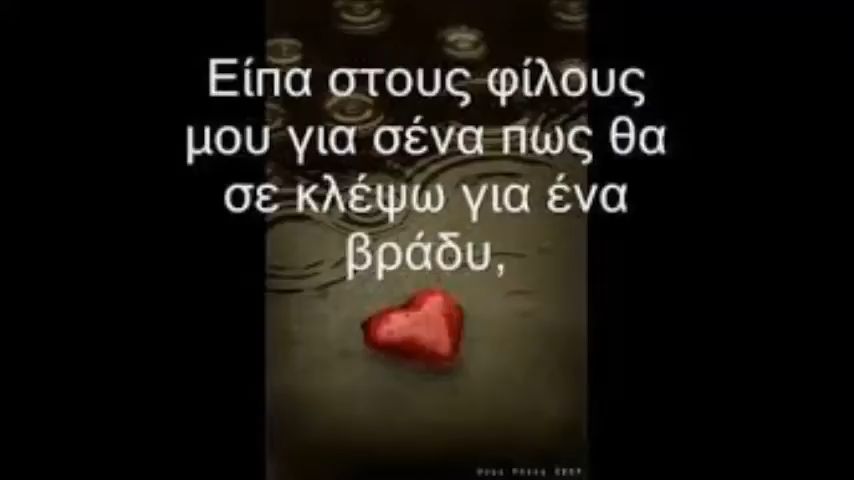 Είπα στους φίλους
μου για σένα πως θα
σε κλέψω για ένα
βράδυ,